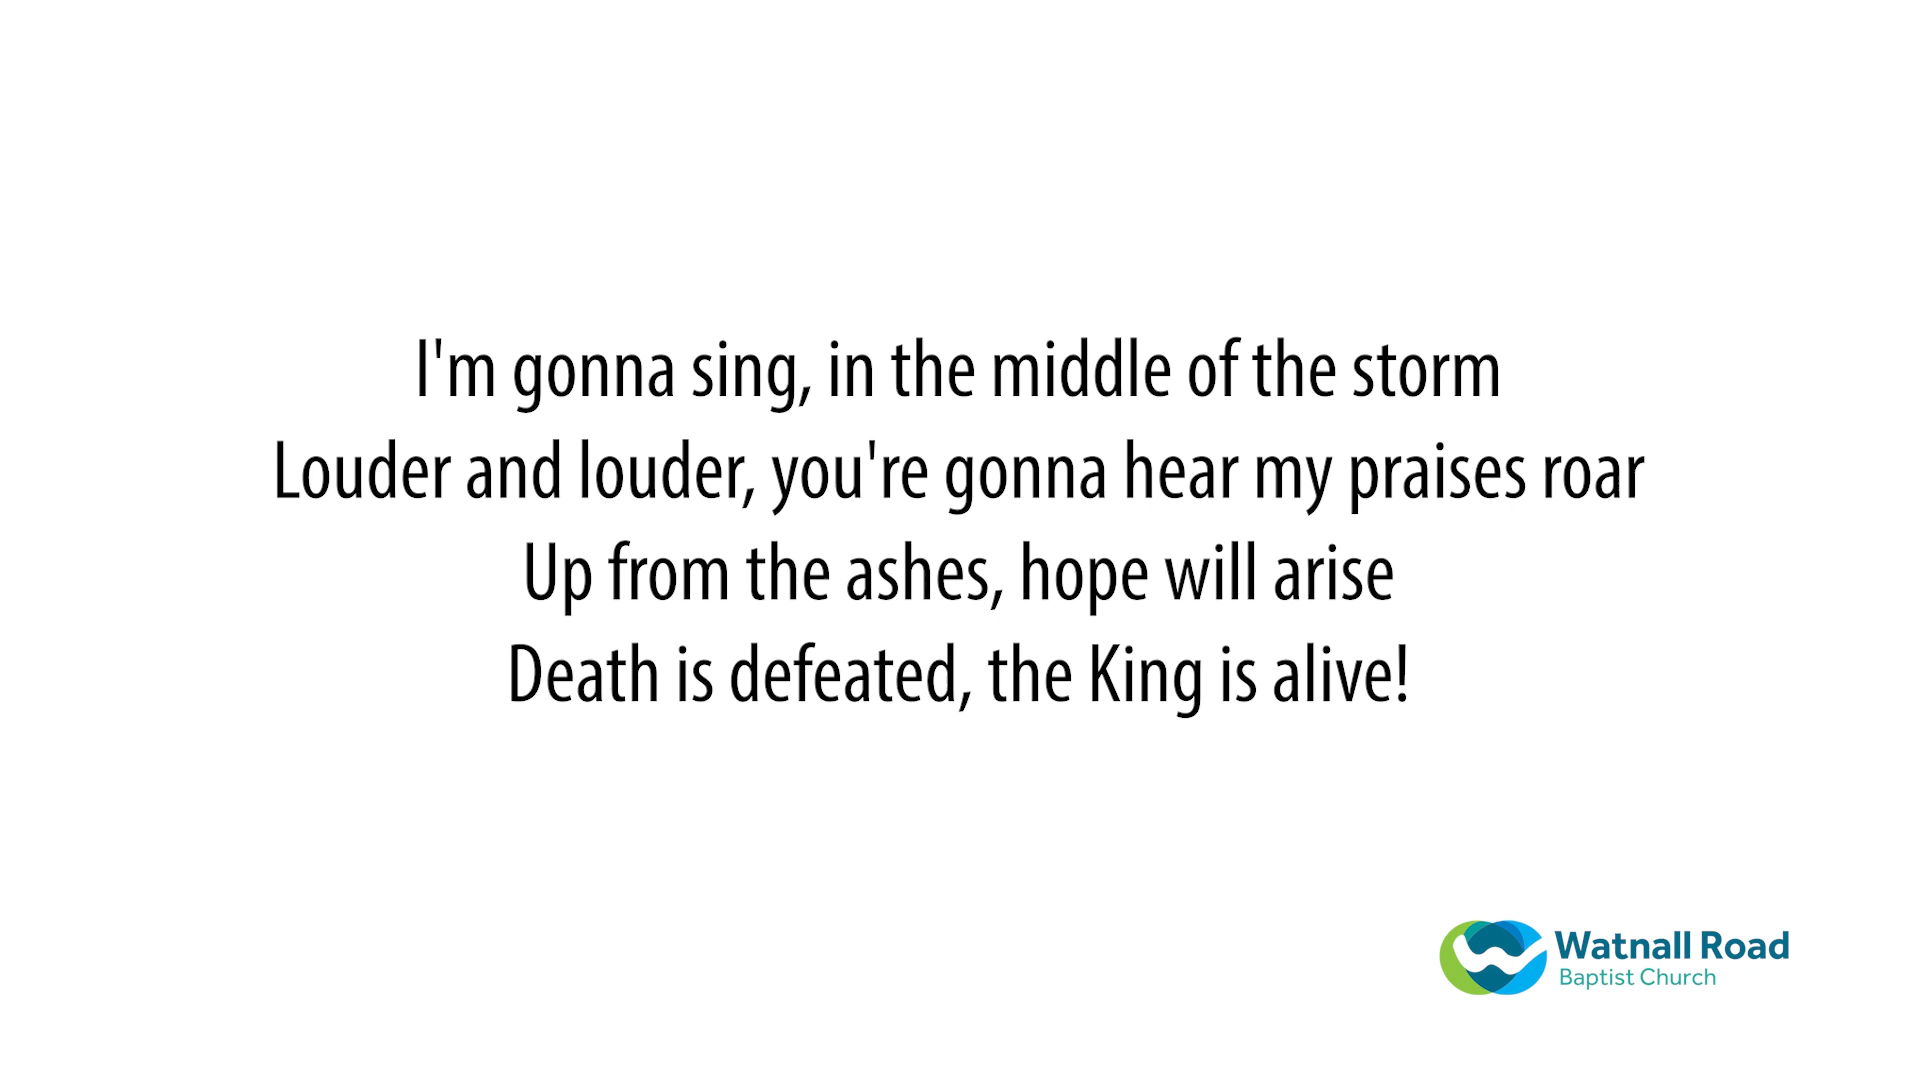 I'm gonna sing, in the middle of the storm
Louder and louder, you're gonna hear my praises roar
Up from the ashes, hope will arise
Death is defeated, the King is alive!
Watnall Road
Baptist Church